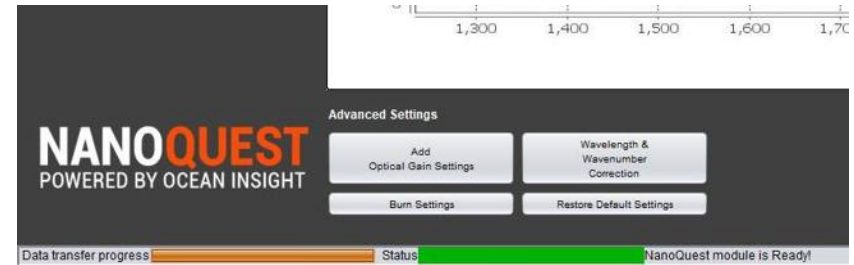 1,300 1,400 1,500 1,600
Advanced Settings
Add
Optical Gain Settings
Wavelength &
Wavenumber
Correction
Burn Settings
Restore Default Settings
NANOQUEST
POWERED BY OCEAN INSIGHT
Data transfer progress
Status
NanoQuest module is Ready!